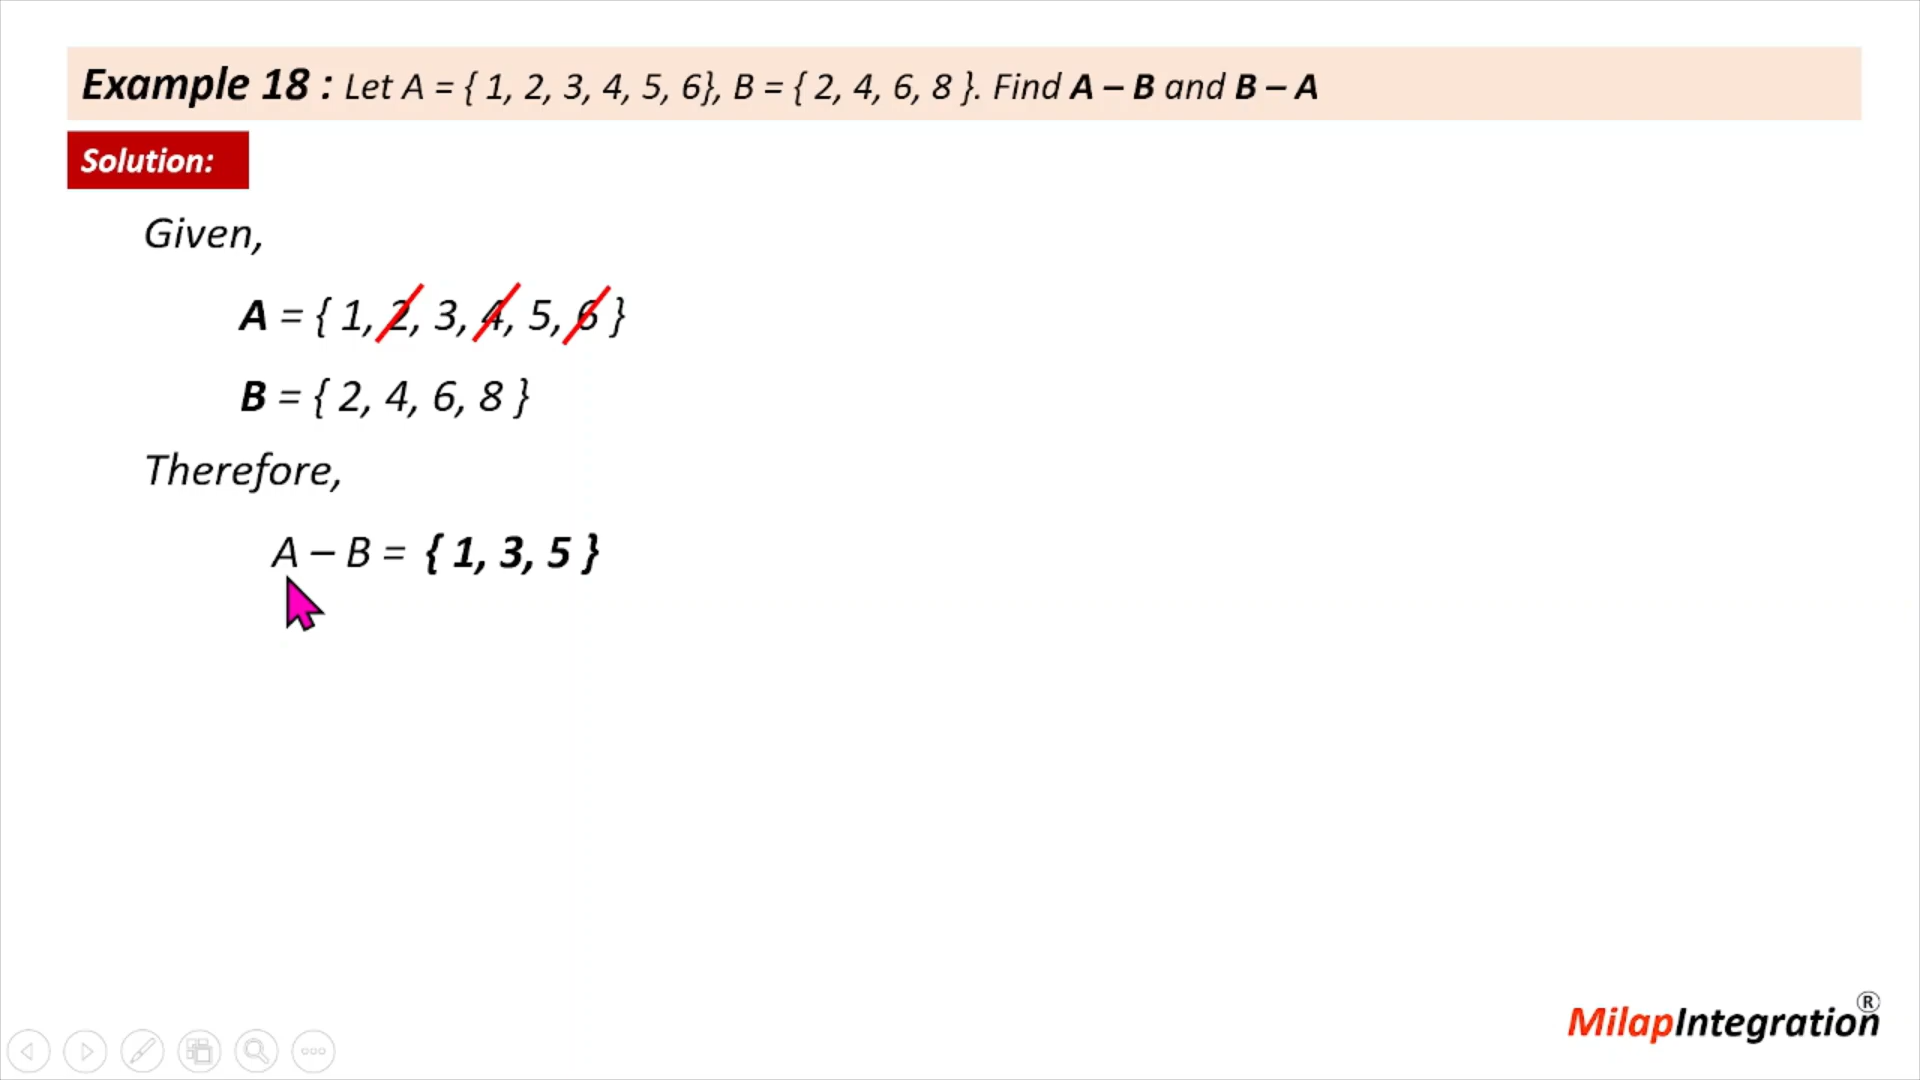 Example 18 : Let A = { 1, 2, 3, 4, 5, 6}, B = { 2, 4, 6, 8 }. Find A – B and B – A
Solution:
Given,
A = { 1, 2, 3, 4, 5, 6 }
B = { 2, 4, 6, 8 }
Therefore,
A – B = { 1, 3, 5 }
MilapIntegration®